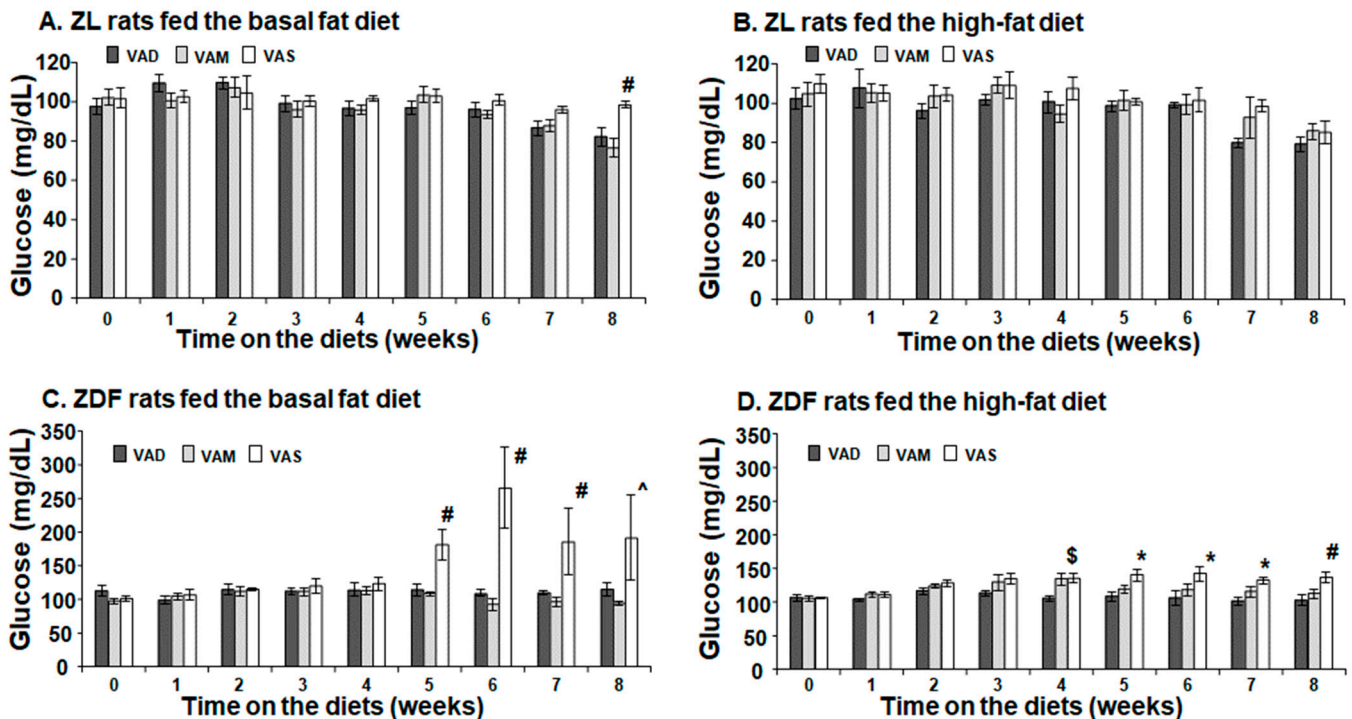 A. ZL rats fed the basal fat diet
VAD VAM VAS
Glucose (mg/dL)
120
100
80
60
40
20
0
#
0 1 2 3 4 5 6 7 8
Time on the diets (weeks)
B. ZL rats fed the high-fat diet
VAD VAM VAS
Glucose (mg/dL)
120
100
80
60
40
20
0
0 1 2 3 4 5 6 7 8
Time on the diets (weeks)
C. ZDF rats fed the basal fat diet
VAD VAM VAS
Glucose (mg/dL)
350
300
250
200
150
100
50
0
# # # ^
0 1 2 3 4 5 6 7 8
Time on the diets (weeks)
D. ZDF rats fed the high-fat diet
VAD VAM VAS
Glucose (mg/dL)
350
300
250
200
150
100
50
0
$ * * * #
0 1 2 3 4 5 6 7 8
Time on the diets (weeks)